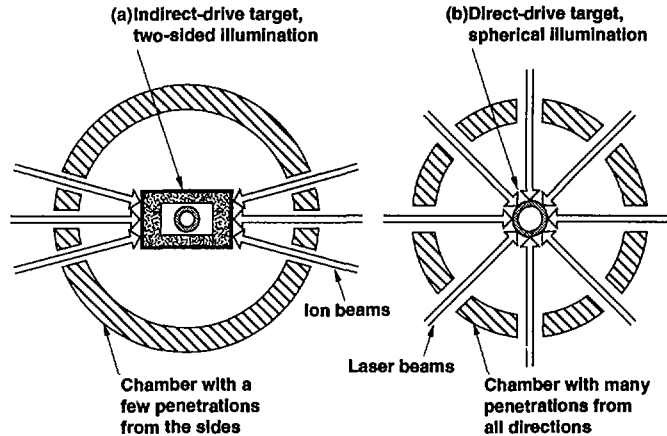 (a)Indirect-drive target,
two-sided illumination
(b)Direct-drive target,
spherical illumination
Ion beams
Laser beams
Chamber with a
few penetrations
from the sides
Chamber with many
penetrations from
all directions